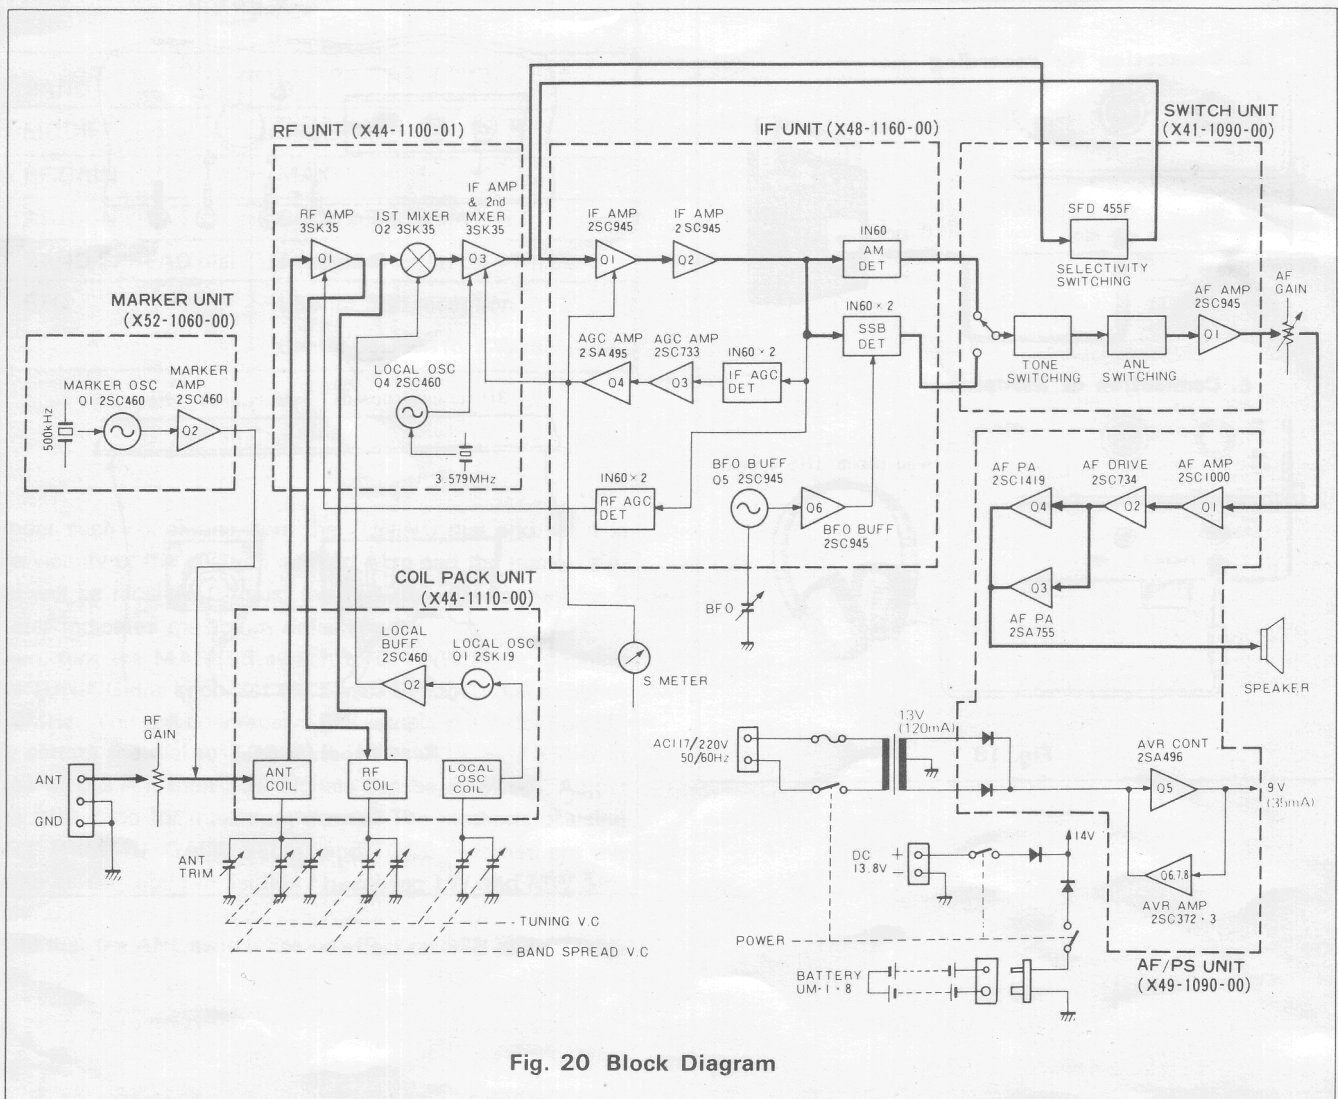 RF UNIT (X44-1100-01)
IF UNIT (X48-1160-00)
SWITCH UNIT
(X41-1090-00)
MARKER UNIT
(X52-1060-00)
MARKER OSC
Q1 2SC460
MARKER
AMP
2SC460
500kHz
Q2
RF AMP
3SK35
Q1
IST MIXER
Q2 3SK35
IF AMP
& 2nd
MXER
3SK35
Q3
LOCAL OSC
Q4 2SC460
3.579MHz
IF AMP
2SC945
Q1
IF AMP
2SC945
Q2
IN60
AM
DET
IN60×2
SSB
DET
AGC AMP
2SA495
Q4
AGC AMP
2SC733
Q3
IN60×2
IF AGC
DET
IN60×2
RF AGC
DET
BFO BUFF
Q5 2SC945
Q6
BFO BUFF
2SC945
BFO
S METER
SFD 455F
SELECTIVITY
SWITCHING
TONE
SWITCHING
ANL
SWITCHING
AF AMP
2SC945
Q1
AF
GAIN
AF PA
2SC1419
Q4
AF DRIVE
2SC734
Q2
AF AMP
2SC1000
Q1
Q3
AF PA
2SA755
SPEAKER
COIL PACK UNIT
(X44-1110-00)
LOCAL
BUFF
2SC460
Q2
LOCAL OSC
Q1 2SK19
RF
GAIN
ANT
GND
ANT
COIL
RF
COIL
LOCAL
OSC
COIL
ANT
TRIM
TUNING V.C
BAND SPREAD V.C
AC117/220V
50/60Hz
13V
(120mA)
AVR CONT
2SA496
Q5
9V
(35mA)
Q6,7,8
AVR AMP
2SC372×3
DC
13.8V
+
−
14V
POWER
BATTERY
UM-1×8
AF/PS UNIT
(X49-1090-00)
Fig. 20 Block Diagram